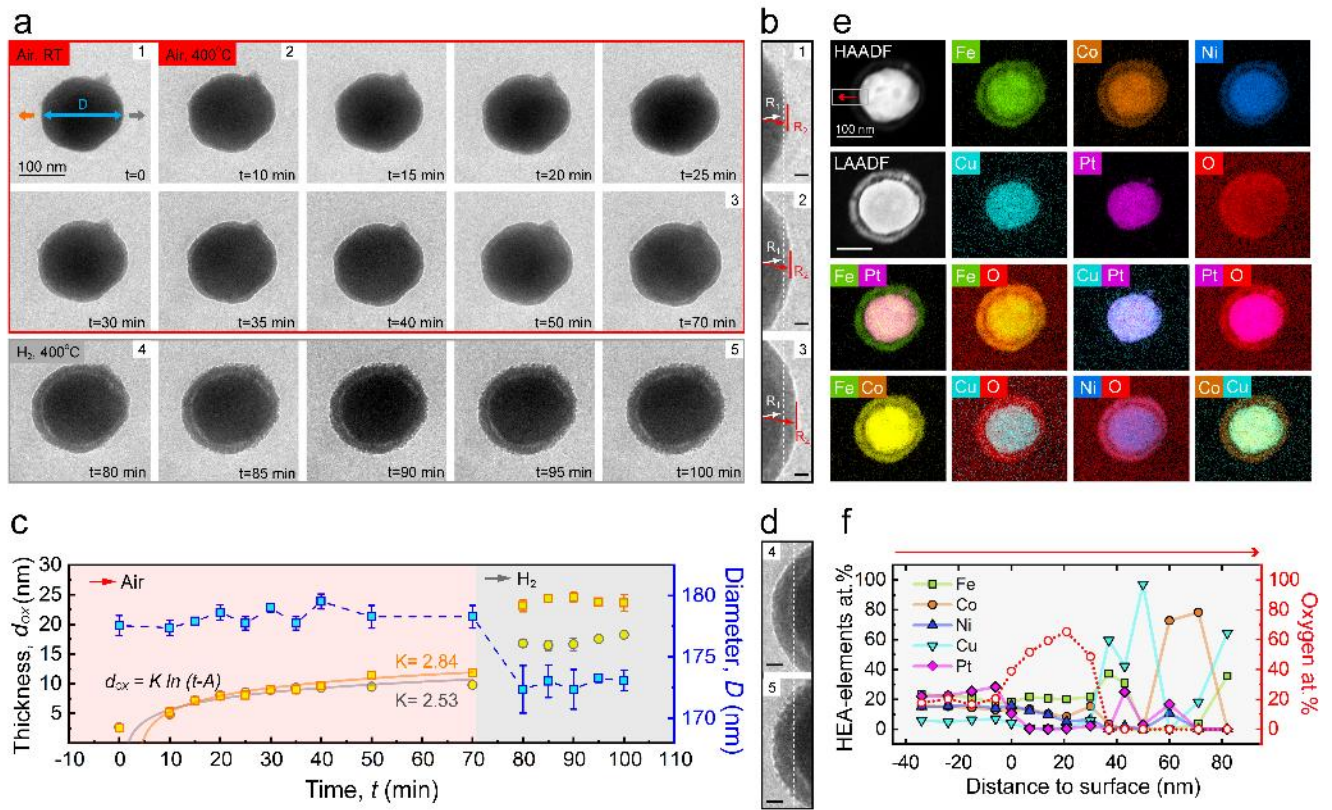 a
Air, RT
1
Air, 400°C
2
D
100 nm
t=0
t=10 min
t=15 min
t=20 min
t=25 min
3
t=30 min
t=35 min
t=40 min
t=50 min
t=70 min
H₂, 400°C
4
5
t=80 min
t=85 min
t=90 min
t=95 min
t=100 min
b
1
R₁
R₂
2
R₁
R₂
3
R₁
R₂
e
HAADF
Fe
Co
Ni
100 nm
LAADF
Cu
Pt
O
Fe Pt
Fe O
Cu Pt
Pt O
Fe Co
Cu O
Ni O
Co Cu
c
Thickness, dox (nm)
30
25
20
15
10
5
Air
H₂
K= 2.84
dox = K ln (t-A)
K= 2.53
180
175
170
Diameter, D (nm)
-10 0 10 20 30 40 50 60 70 80 90 100 110
Time, t (min)
d
4
5
f
HEA-elements at.%
100
80
60
40
20
0
Fe
Co
Ni
Cu
Pt
100
80
60
40
20
0
Oxygen at.%
-40 -20 0 20 40 60 80
Distance to surface (nm)